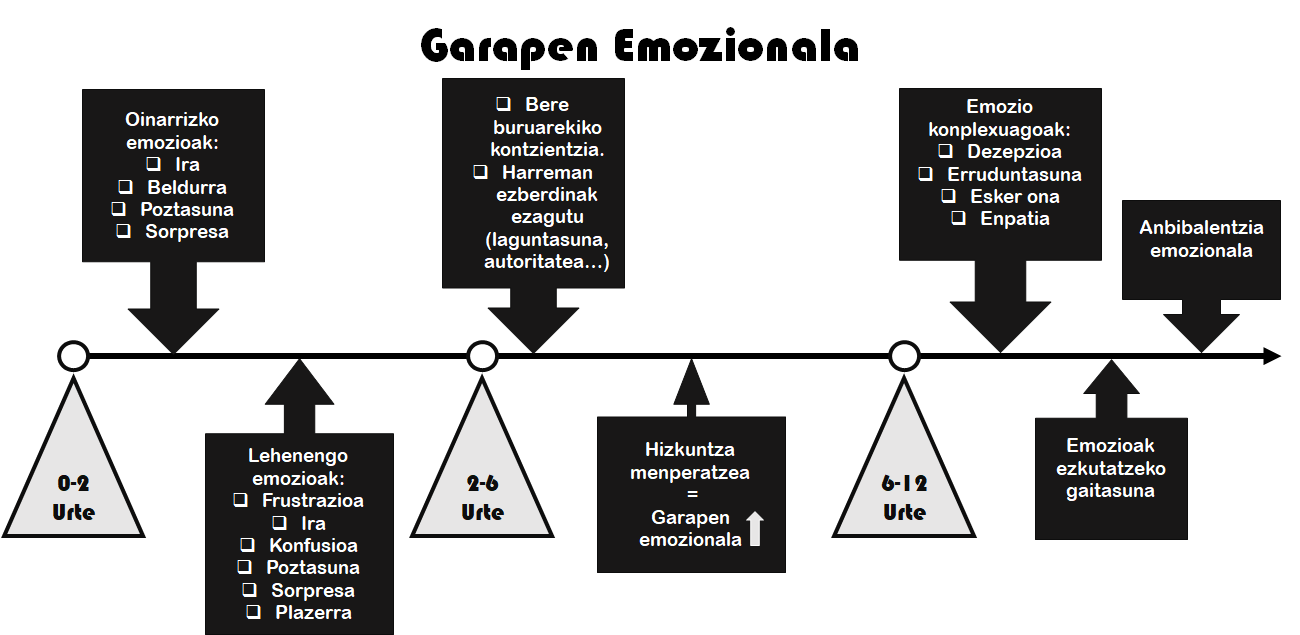 Garapen Emozionala
Oinarrizko
emozioak:
❑ Ira
❑ Beldurra
❑ Poztasuna
❑ Sorpresa
❑ Bere
buruarekiko
kontzientzia.
❑ Harreman
ezberdinak
ezagutu
(laguntasuna,
autoritatea...)
Emozio
konplexuagoak:
❑ Dezepzioa
❑ Erruduntasuna
❑ Esker ona
❑ Enpatia
Anbibalentzia
emozionala
0-2
Urte
Lehenengo
emozioak:
❑ Frustrazioa
❑ Ira
❑ Konfusioa
❑ Poztasuna
❑ Sorpresa
❑ Plazerra
2-6
Urte
Hizkuntza
menperatzea
=
Garapen
emozionala
6-12
Urte
Emozioak
ezkutatzeko
gaitasuna